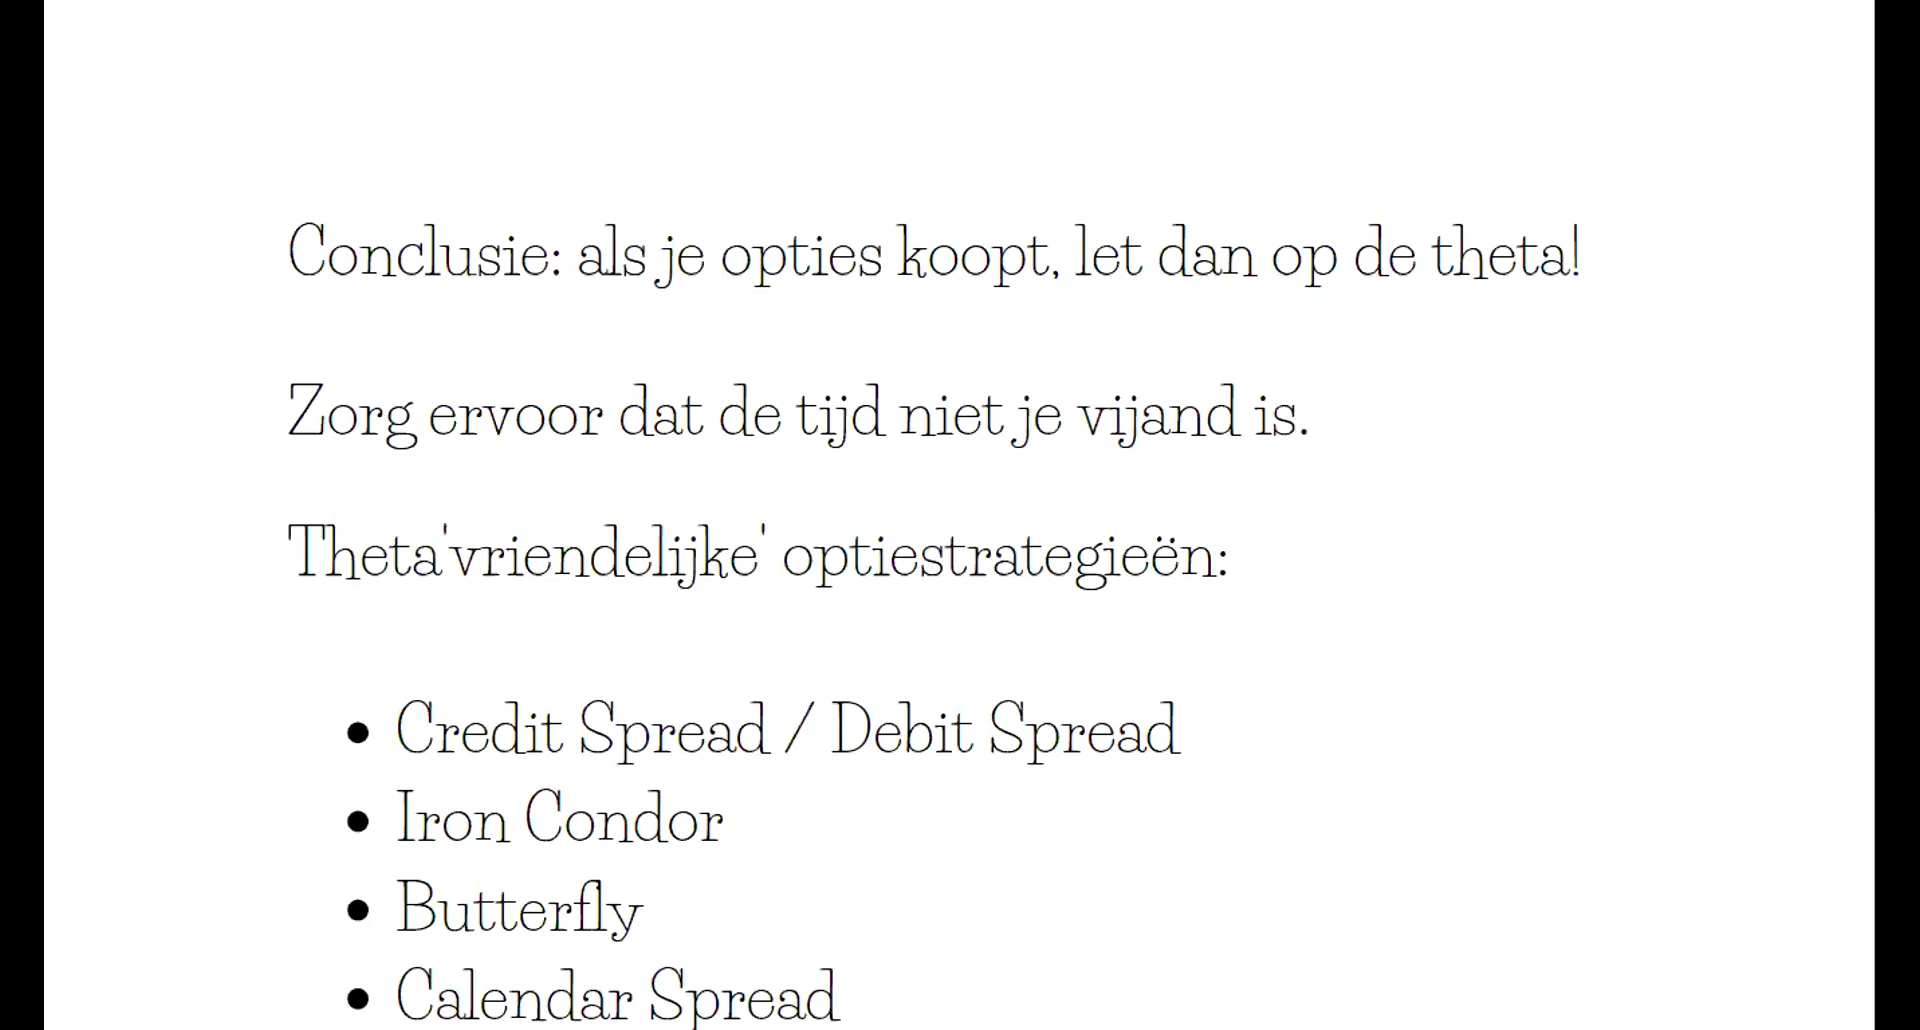 Conclusie: als je opties koopt, let dan op de theta!
Zorg ervoor dat de tijd niet je vijand is.
Theta'vriendelijke' optiestrategieën:
• Credit Spread / Debit Spread
• Iron Condor
• Butterfly
• Calendar Spread